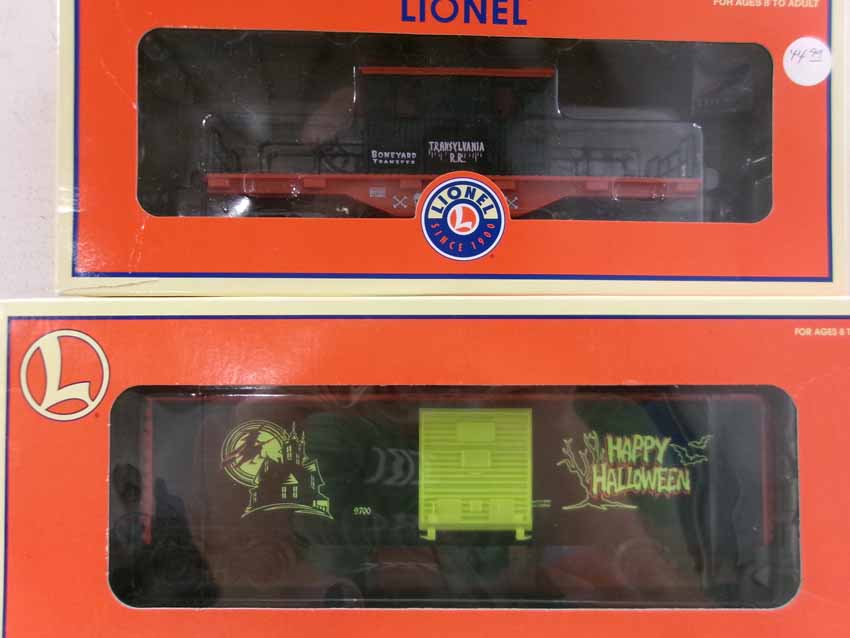 FOR AGES 8 TO ADULT
LIONEL
44.99
BONEYARD
TRANSFER
TRANSYLVANIA
R.R.
LIONEL
L
SINCE 1900
FOR AGES 8 T
L
9700
HAPPY
HALLOWEEN